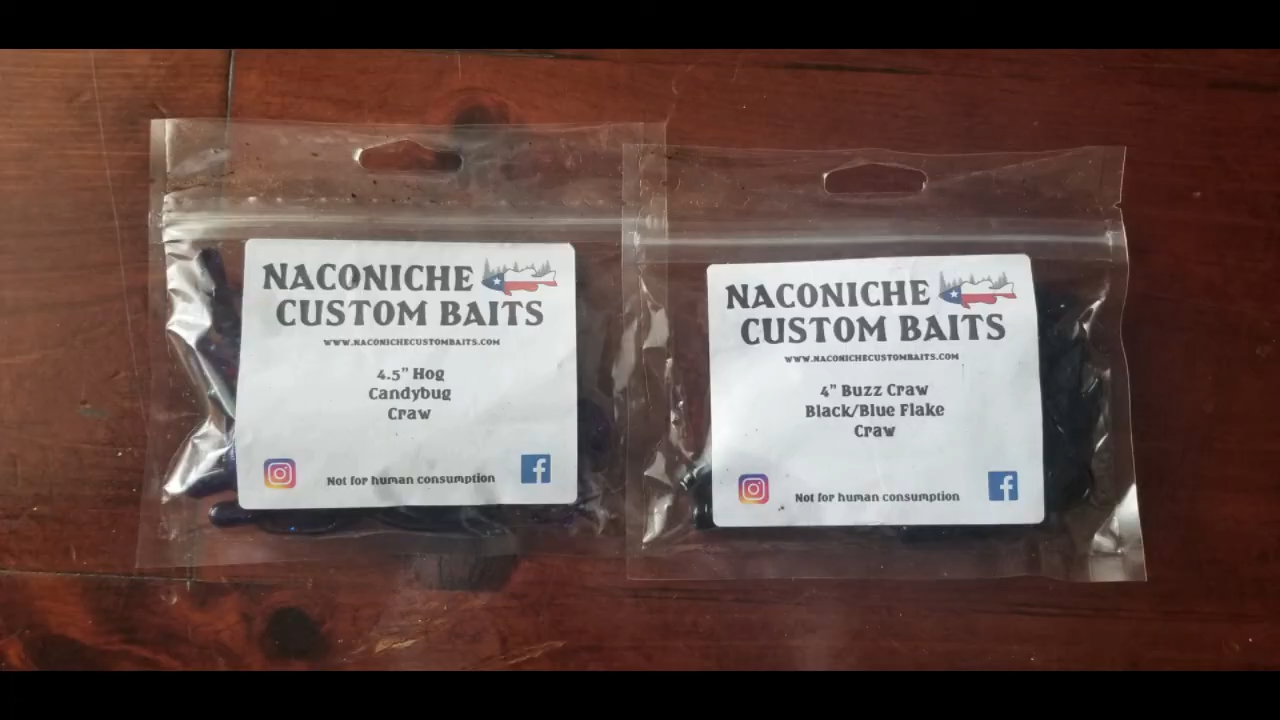 NACONICHE
CUSTOM BAITS
WWW.NACONICHECUSTOMBAITS.COM
4.5" Hog
Candybug
Craw
Not for human consumption
NACONICHE
CUSTOM BAITS
WWW.NACONICHECUSTOMBAITS.COM
4" Buzz Craw
Black/Blue Flake
Craw
Not for human consumption